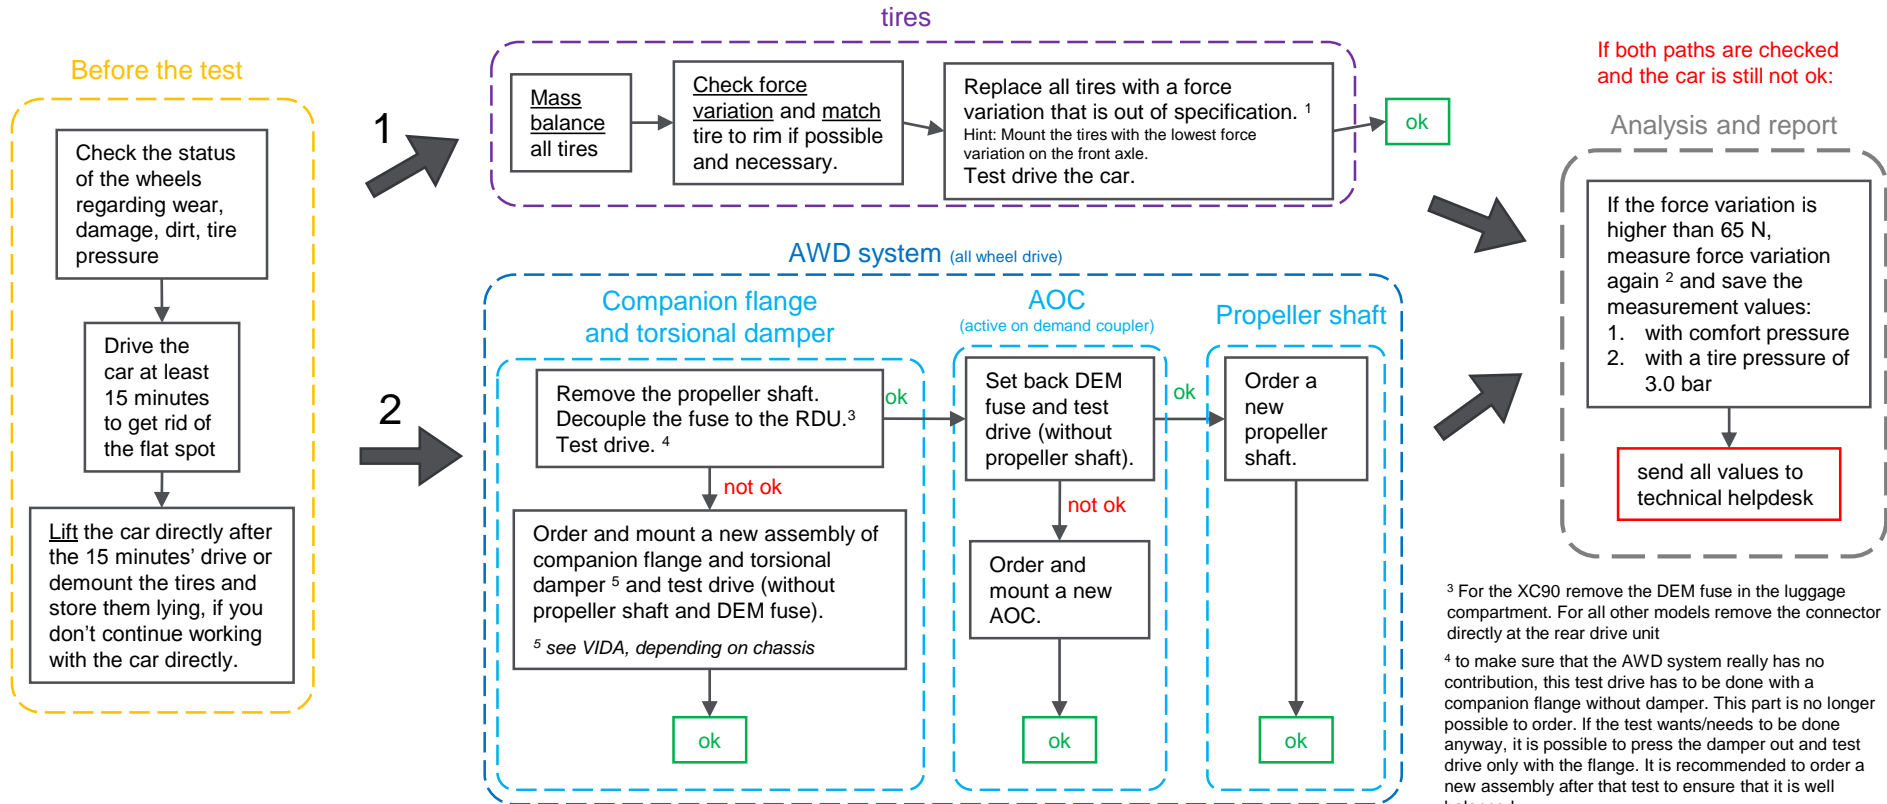 Before the test
Check the status
of the wheels
regarding wear,
damage, dirt, tire
pressure
Drive the
car at least
15 minutes
to get rid of
the flat spot
Lift the car directly after
the 15 minutes’ drive or
demount the tires and
store them lying, if you
don’t continue working
with the car directly.
1
tires
Mass
balance
all tires
Check force
variation and match
tire to rim if possible
and necessary.
Replace all tires with a force
variation that is out of specification. ¹
Hint: Mount the tires with the lowest force
variation on the front axle.
Test drive the car.
ok
2
AWD system (all wheel drive)
Companion flange
and torsional damper
Remove the propeller shaft.
Decouple the fuse to the RDU.³
Test drive. ⁴
ok
not ok
Order and mount a new assembly of
companion flange and torsional
damper ⁵ and test drive (without
propeller shaft and DEM fuse).
⁵ see VIDA, depending on chassis
ok
AOC
(active on demand coupler)
Set back DEM
fuse and test
drive (without
propeller shaft).
ok
not ok
Order and
mount a new
AOC.
ok
Propeller shaft
Order a
new
propeller
shaft.
ok
If both paths are checked
and the car is still not ok:
Analysis and report
If the force variation is
higher than 65 N,
measure force variation
again ² and save the
measurement values:
1. with comfort pressure
2. with a tire pressure of
3.0 bar
send all values to
technical helpdesk
³ For the XC90 remove the DEM fuse in the luggage
compartment. For all other models remove the connector
directly at the rear drive unit
⁴ to make sure that the AWD system really has no
contribution, this test drive has to be done with a
companion flange without damper. This part is no longer
possible to order. If the test wants/needs to be done
anyway, it is possible to press the damper out and test
drive only with the flange. It is recommended to order a
new assembly after that test to ensure that it is well